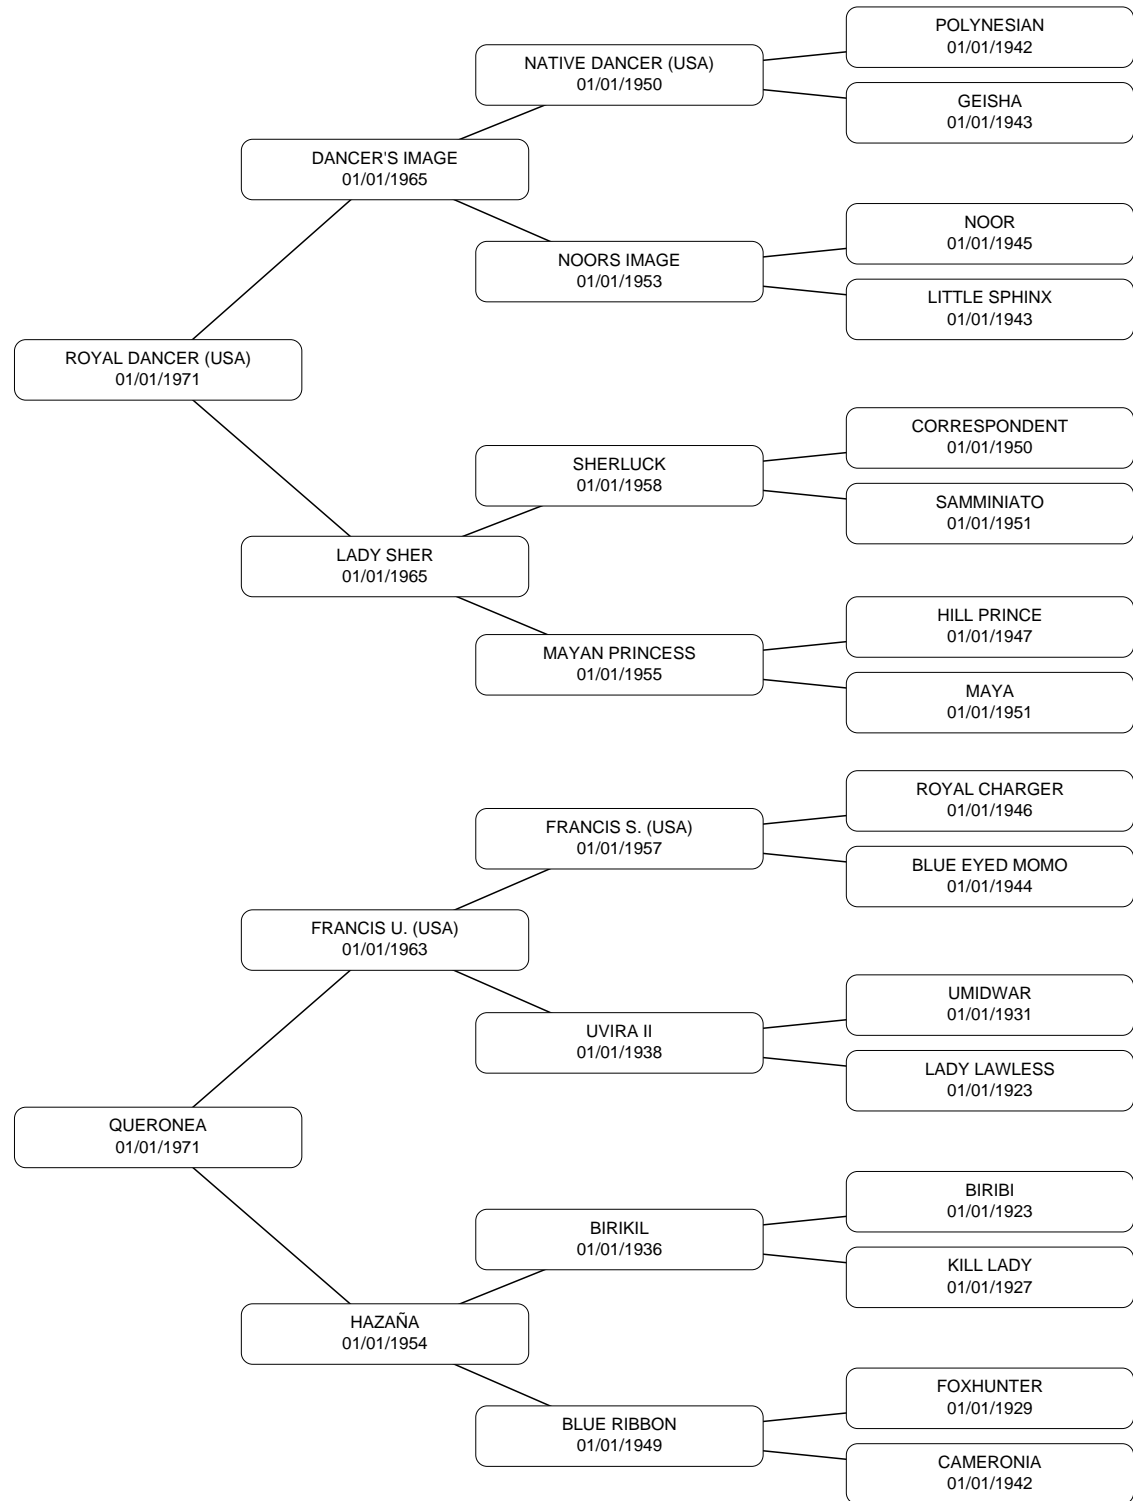 POLYNESIAN
01/01/1942
NATIVE DANCER (USA)
01/01/1950
GEISHA
01/01/1943
DANCER'S IMAGE
01/01/1965
NOOR
01/01/1945
NOORS IMAGE
01/01/1953
LITTLE SPHINX
01/01/1943
ROYAL DANCER (USA)
01/01/1971
CORRESPONDENT
01/01/1950
SHERLUCK
01/01/1958
SAMMINIATO
01/01/1951
LADY SHER
01/01/1965
HILL PRINCE
01/01/1947
MAYAN PRINCESS
01/01/1955
MAYA
01/01/1951
ROYAL CHARGER
01/01/1946
FRANCIS S. (USA)
01/01/1957
BLUE EYED MOMO
01/01/1944
FRANCIS U. (USA)
01/01/1963
UMIDWAR
01/01/1931
UVIRA II
01/01/1938
LADY LAWLESS
01/01/1923
QUERONEA
01/01/1971
BIRIBI
01/01/1923
BIRIKIL
01/01/1936
KILL LADY
01/01/1927
HAZAÑA
01/01/1954
FOXHUNTER
01/01/1929
BLUE RIBBON
01/01/1949
CAMERONIA
01/01/1942